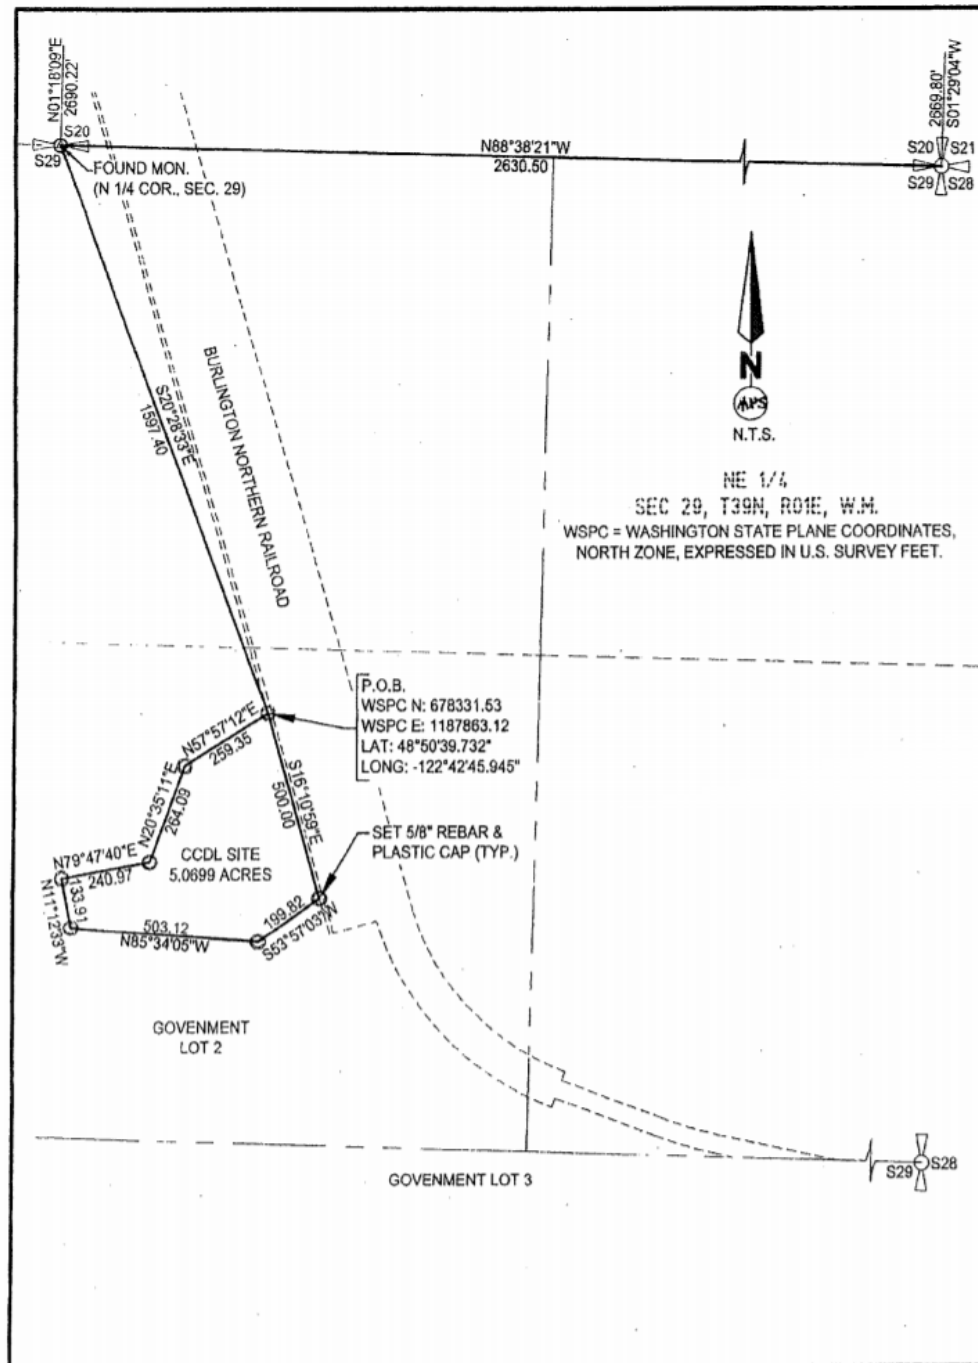 N01°18'09"E
2690.22'
S20
S29
FOUND MON.
(N 1/4 COR., SEC. 29)
N88°38'21"W
2630.50
2669.80'
S01°29'04"W
S20
S21
S29
S28
N
MPS
N.T.S.
NE 1/4
SEC 29, T39N, R01E, W.M.
WSPC = WASHINGTON STATE PLANE COORDINATES,
NORTH ZONE, EXPRESSED IN U.S. SURVEY FEET.
S20°28'33"E
1597.40
BURLINGTON NORTHERN RAILROAD
P.O.B.
WSPC N: 678331.53
WSPC E: 1187863.12
LAT: 48°50'39.732"
LONG: -122°42'45.945"
N57°57'12"E
259.35
S16°10'59"E
500.00
N20°35'11"E
264.09
SET 5/8" REBAR &
PLASTIC CAP (TYP.)
N79°47'40"E
240.97
CCDL SITE
5.0699 ACRES
N11°12'33"W
133.91
503.12
N85°34'05"W
199.82
S53°57'03"W
GOVENMENT
LOT 2
GOVENMENT LOT 3
S29
S28